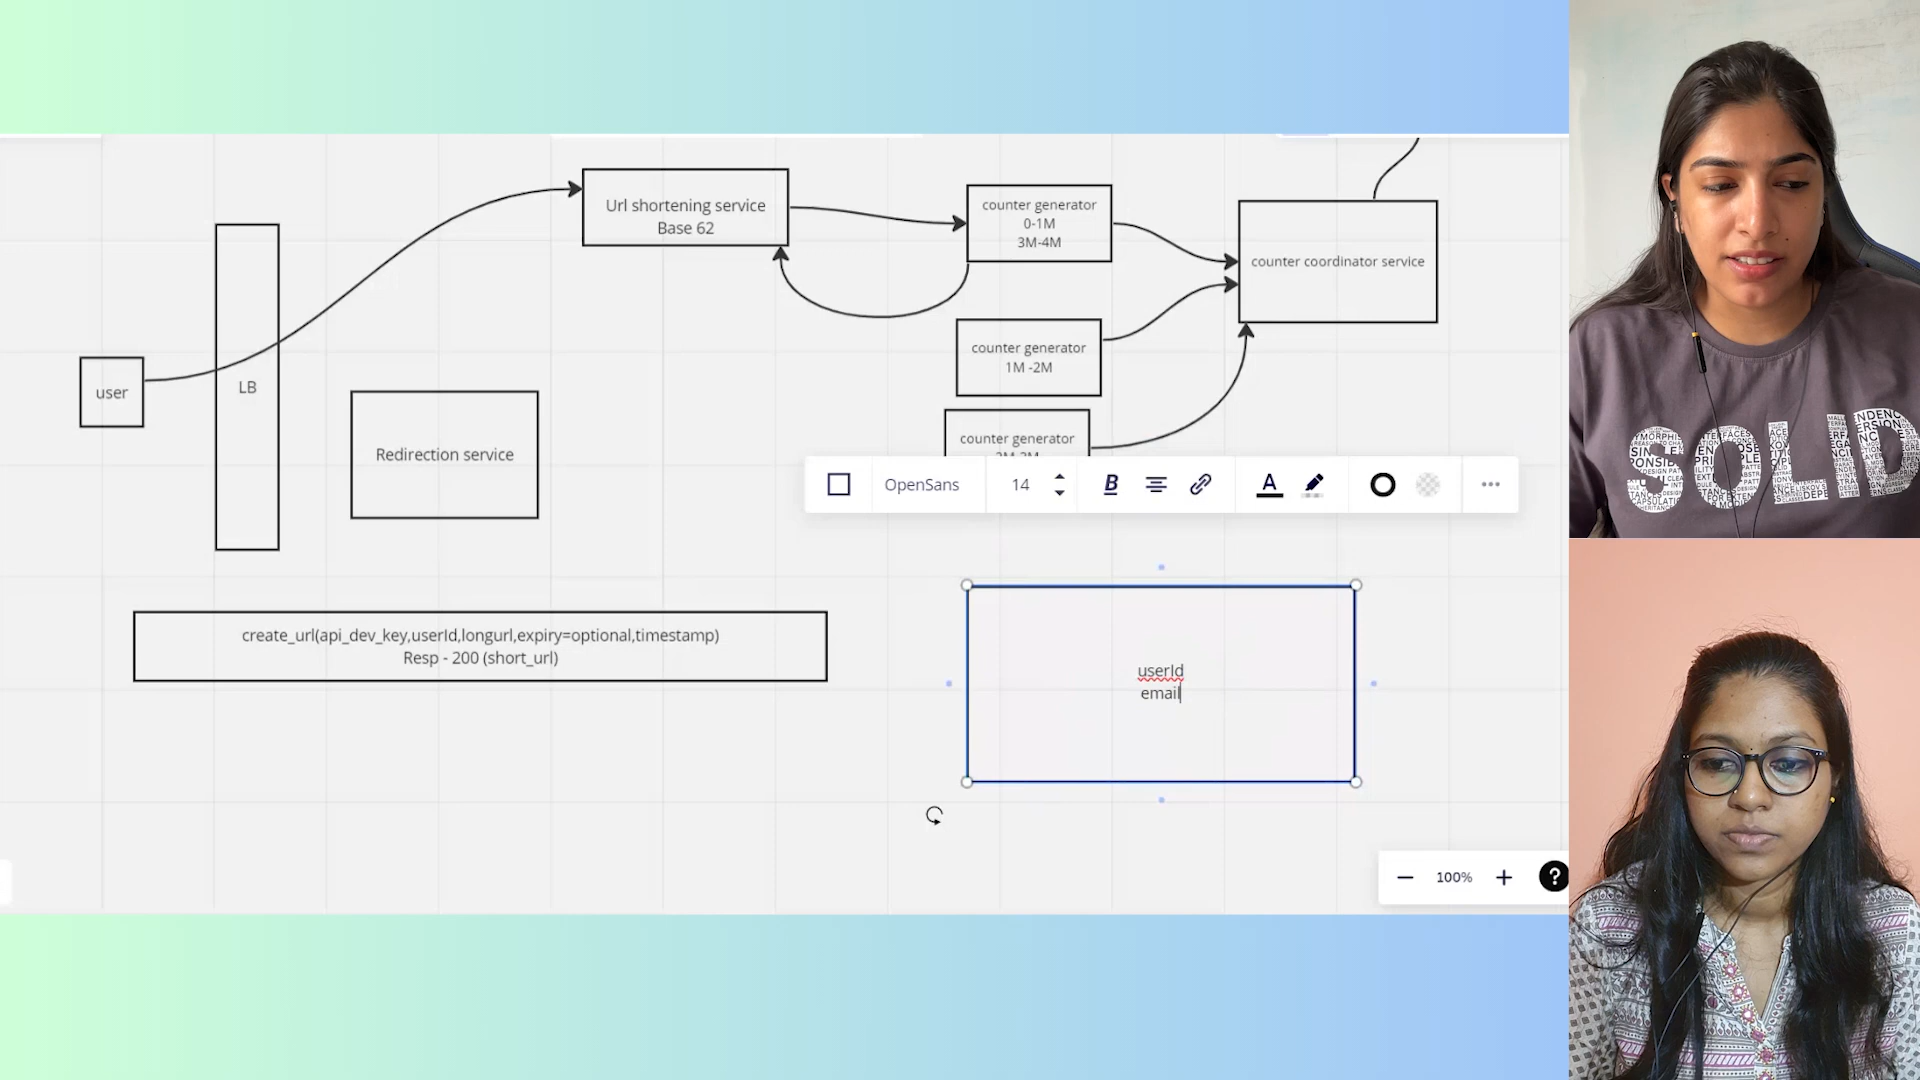 Url shortening service
Base 62
counter generator
0-1M
3M-4M
counter coordinator service
counter generator
1M -2M
user
LB
Redirection service
counter generator
OpenSans
14
B
A
create_url(api_dev_key,userId,longurl,expiry=optional,timestamp)
Resp - 200 (short_url)
userId
email
100%
?
SOLID